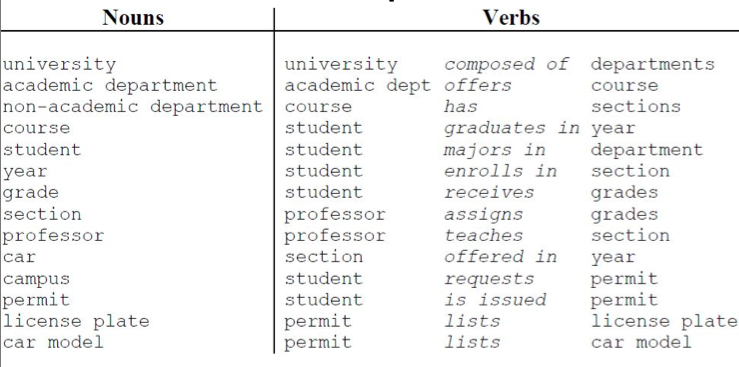 Nouns Verbs
university university composed of departments
academic department academic dept offers course
non-academic department course has sections
course student graduates in year
student student majors in department
year student enrolls in section
grade student receives grades
section professor assigns grades
professor professor teaches section
car section offered in year
campus student requests permit
permit student is issued permit
license plate permit lists license plate
car model permit lists car model